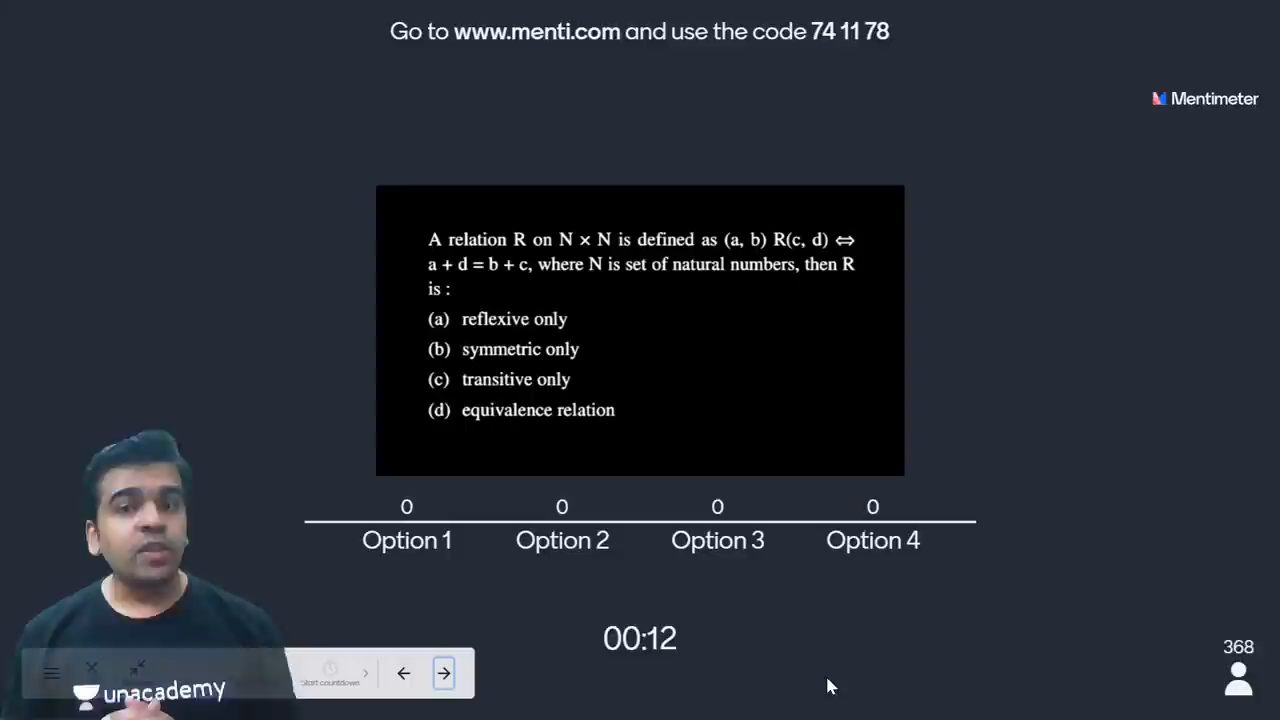 Go to www.menti.com and use the code 74 11 78
Mentimeter
A relation R on N × N is defined as (a, b) R(c, d) ⇔
a + d = b + c, where N is set of natural numbers, then R
is :
(a) reflexive only
(b) symmetric only
(c) transitive only
(d) equivalence relation
0 0 0 0
Option 1 Option 2 Option 3 Option 4
00:12
368
Start countdown
unacademy